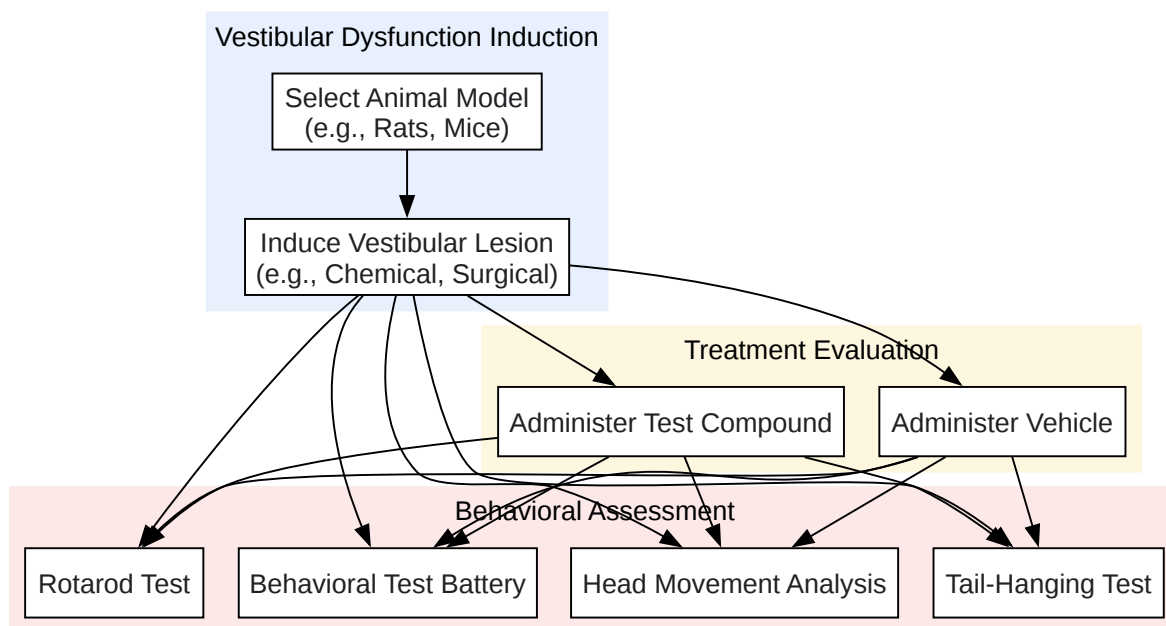 Vestibular Dysfunction Induction
Select Animal Model
(e.g., Rats, Mice)
Induce Vestibular Lesion
(e.g., Chemical, Surgical)
Treatment Evaluation
Administer Test Compound
Administer Vehicle
Behavioral Assessment
Rotarod Test
Behavioral Test Battery
Head Movement Analysis
Tail-Hanging Test